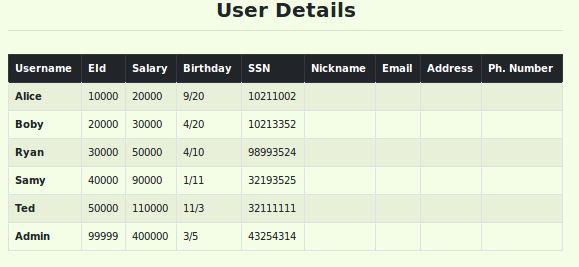 User Details
Username EId Salary Birthday SSN Nickname Email Address Ph. Number
Alice 10000 20000 9/20 10211002
Boby 20000 30000 4/20 10213352
Ryan 30000 50000 4/10 98993524
Samy 40000 90000 1/11 32193525
Ted 50000 110000 11/3 32111111
Admin 99999 400000 3/5 43254314